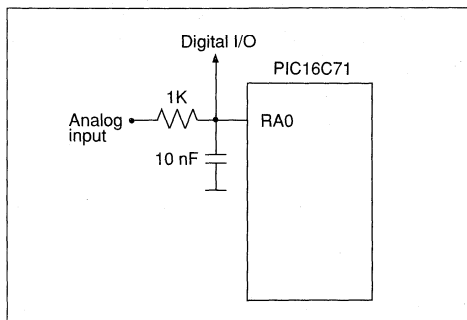 Digital I/O
PIC16C71
1K
Analog
input
RA0
10 nF